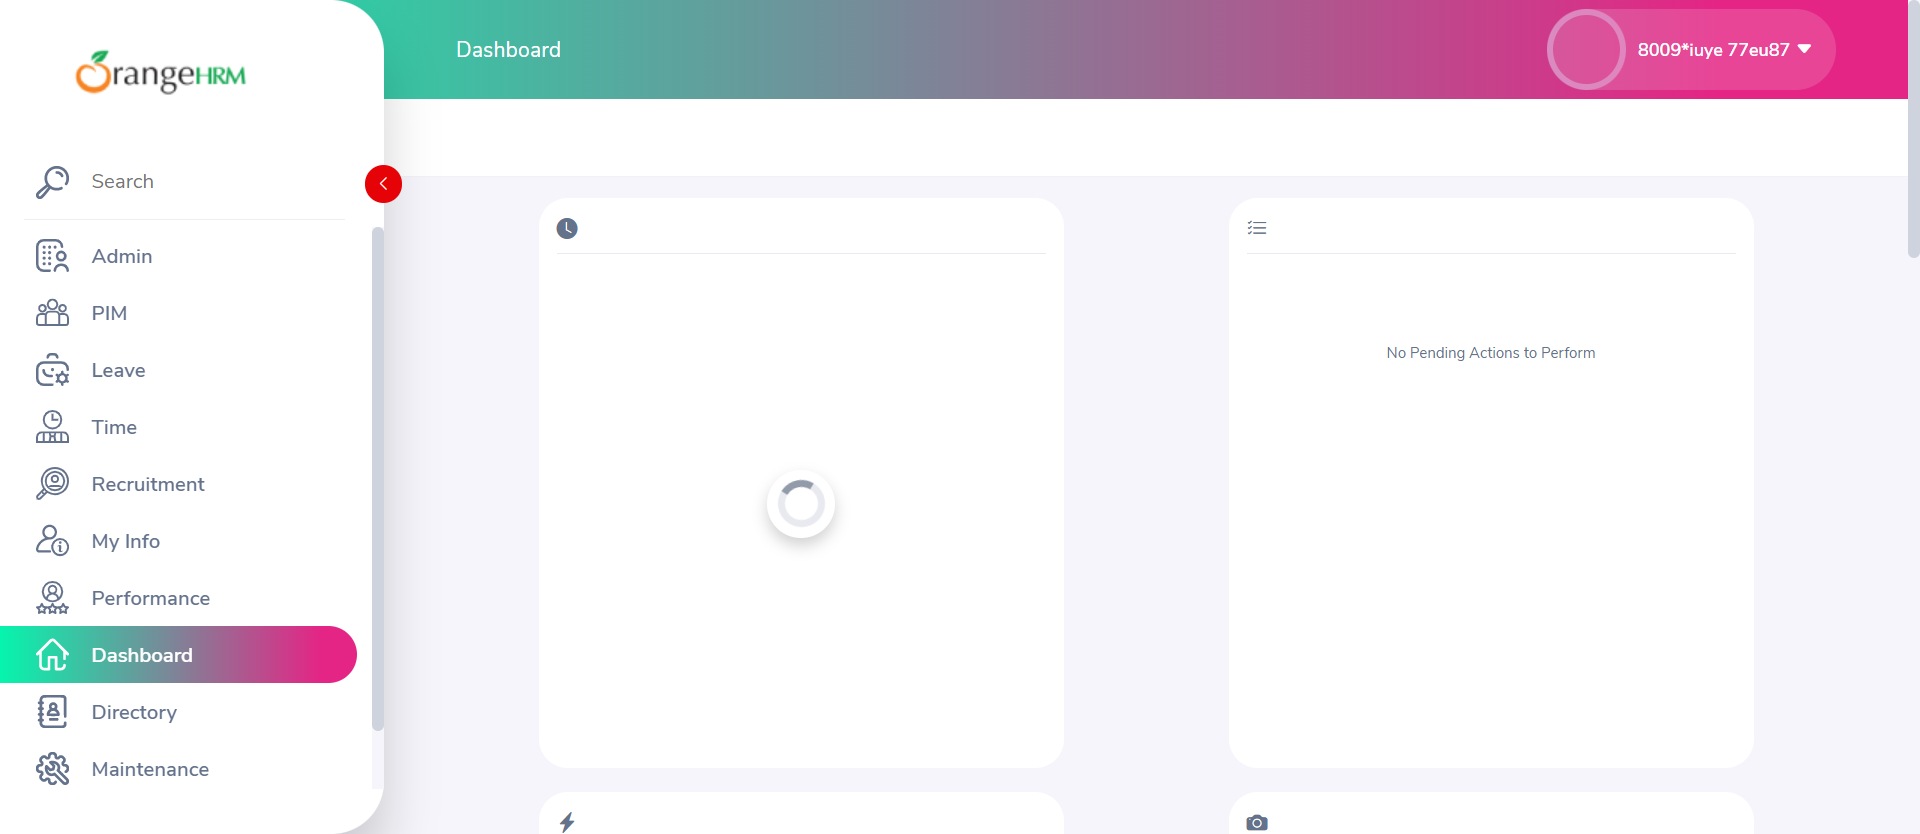 OrangeHRM
Dashboard
8009*iuye 77eu87
Search
Admin
PIM
Leave
Time
Recruitment
My Info
Performance
Dashboard
Directory
Maintenance
No Pending Actions to Perform